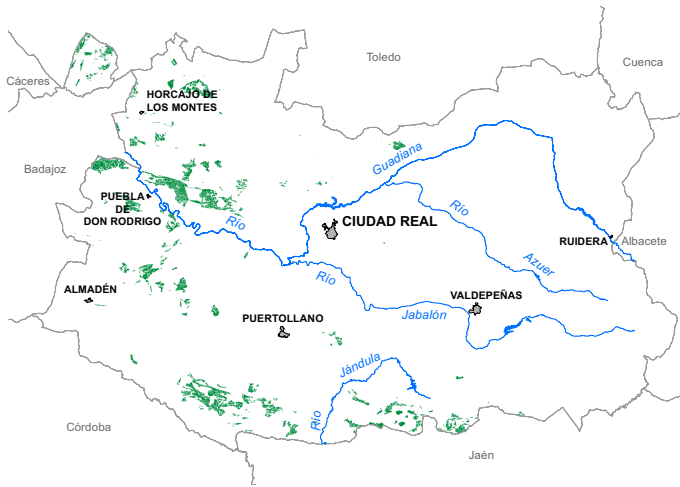 Toledo
Cuenca
Cáceres
HORCAJO DE
LOS MONTES
Guadiana
Badajoz
PUEBLA
DE
DON RODRIGO
Río
CIUDAD REAL
Río
RUIDERA
Albacete
Azuer
ALMADÉN
Río
VALDEPEÑAS
PUERTOLLANO
Jabalón
Jándula
Río
Córdoba
Jaén